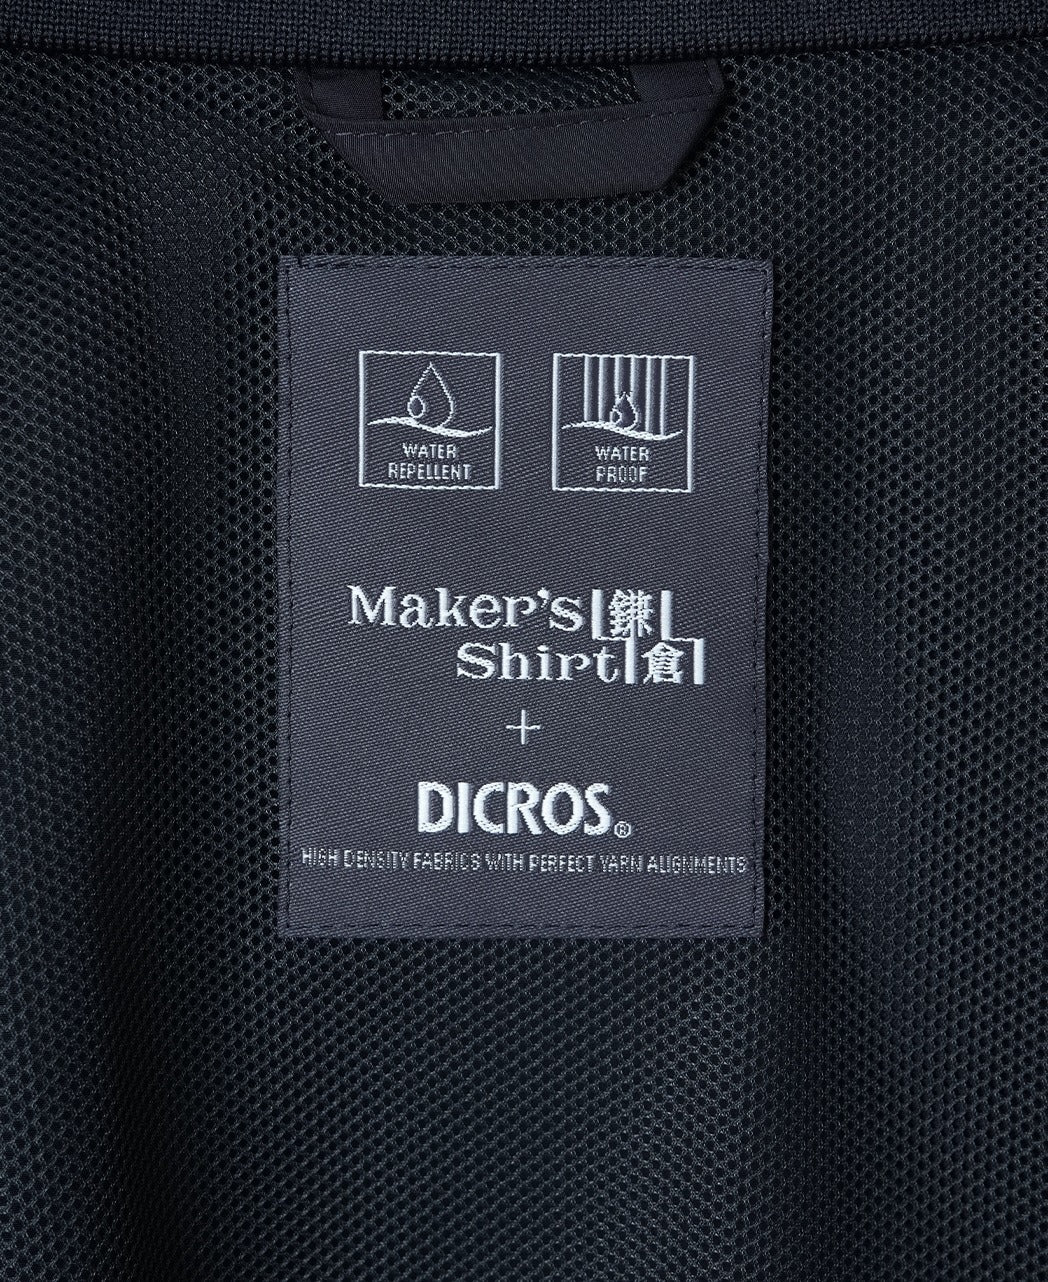 WATER
REPELLENT
WATER
PROOF
Maker's 鎌
Shirt 倉
+
DICROS®
HIGH DENSITY FABRICS WITH PERFECT YARN ALIGNMENTS